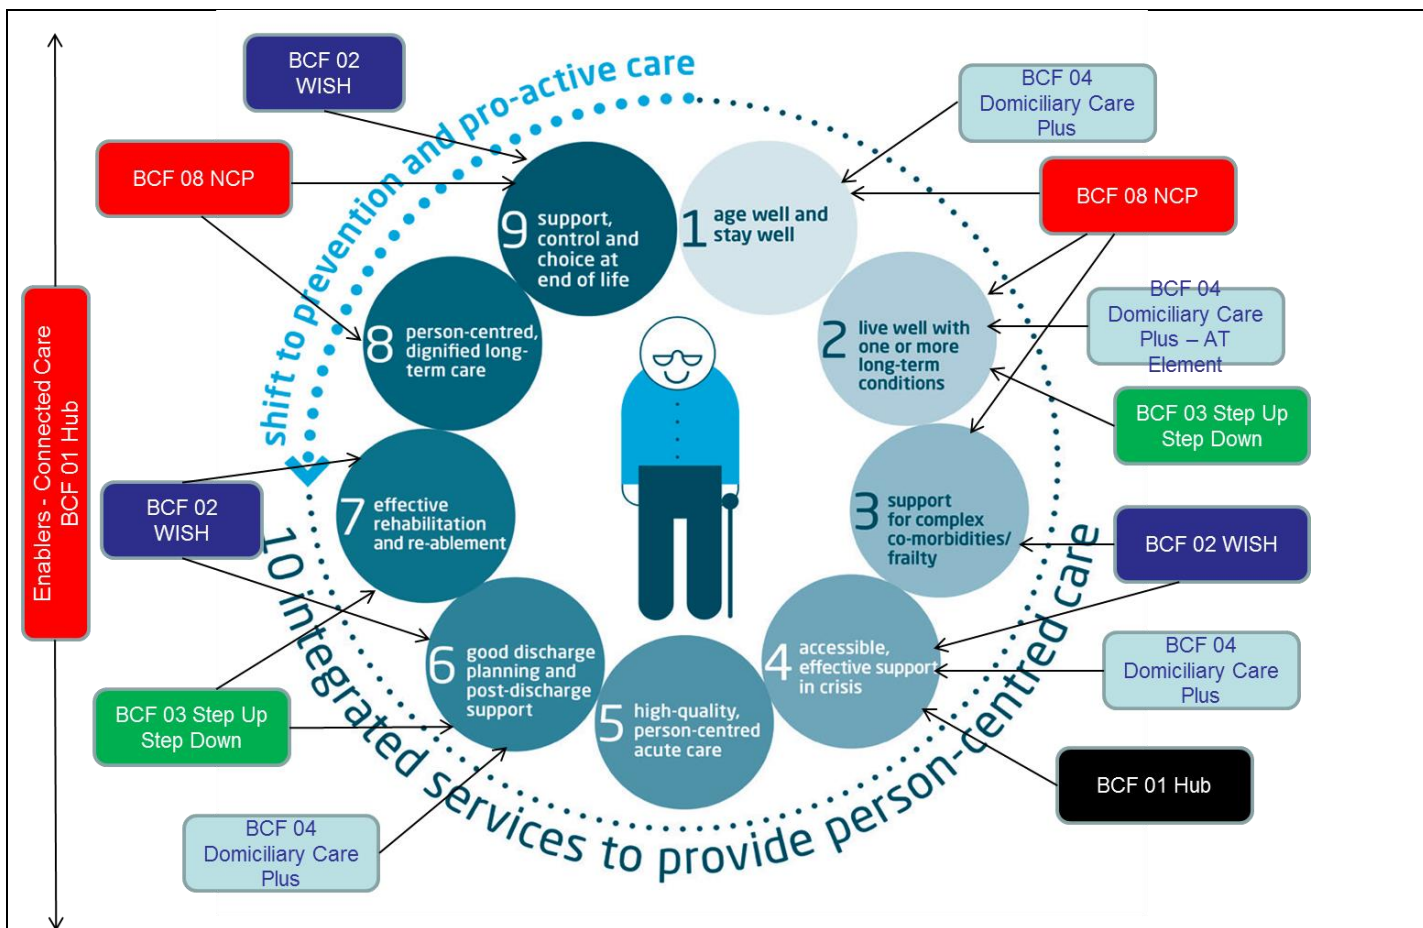 BCF 02
WISH
shift to prevention and pro-active care
BCF 04
Domiciliary Care
Plus
BCF 08 NCP
BCF 08 NCP
9 support,
control and
choice at
end of life
1 age well and
stay well
8 person-centred,
dignified long-
term care
2 live well with
one or more
long-term
conditions
BCF 04
Domiciliary Care
Plus – AT
Element
BCF 03 Step Up
Step Down
Enablers - Connected Care
BCF 01 Hub
BCF 02
WISH
7 effective
rehabilitation
and re-ablement
3 support
for complex
co-morbidities/
frailty
BCF 02 WISH
6 good discharge
planning and
post-discharge
support
4 accessible,
effective support
in crisis
BCF 04
Domiciliary Care
Plus
BCF 03 Step Up
Step Down
5 high-quality,
person-centred
acute care
BCF 01 Hub
BCF 04
Domiciliary Care
Plus
10 integrated services to provide person-centred care